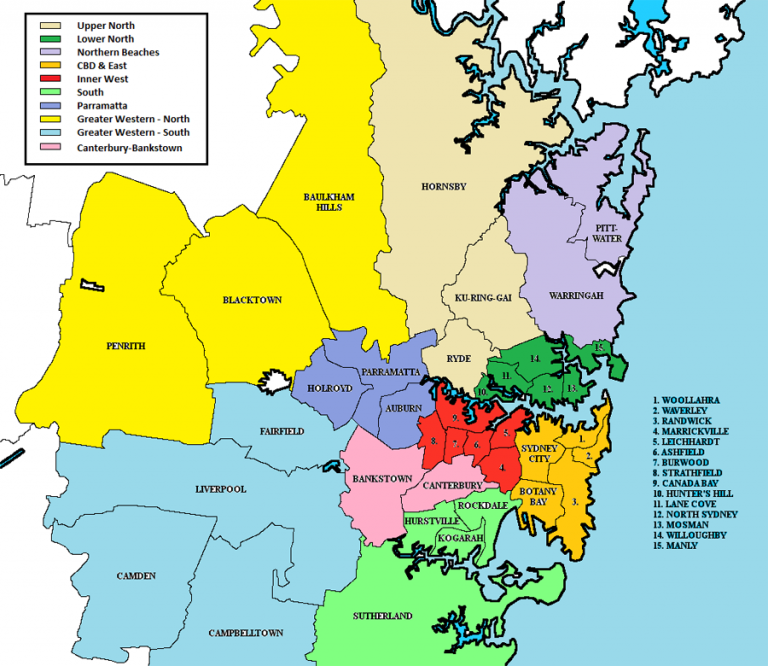 Upper North
Lower North
Northern Beaches
CBD & East
Inner West
South
Parramatta
Greater Western - North
Greater Western - South
Canterbury-Bankstown
HORNSBY
BAULKHAM
HILLS
PITT-
WATER
KU-RING-GAI
WARRINGAH
BLACKTOWN
PENRITH
RYDE
14.
15.
PARRAMATTA
11.
HOLROYD
10.
12.
13.
AUBURN
9.
FAIRFIELD
8.
7.
6.
5.
SYDNEY
CITY
1.
2.
4.
BANKSTOWN
CANTERBURY
LIVERPOOL
BOTANY
BAY
3.
ROCKDALE
HURSTVILLE
KOGARAH
CAMDEN
SUTHERLAND
CAMPBELLTOWN
1. WOOLLAHRA
2. WAVERLEY
3. RANDWICK
4. MARRICKVILLE
5. LEICHHARDT
6. ASHFIELD
7. BURWOOD
8. STRATHFIELD
9. CANADA BAY
10. HUNTER'S HILL
11. LANE COVE
12. NORTH SYDNEY
13. MOSMAN
14. WILLOUGHBY
15. MANLY